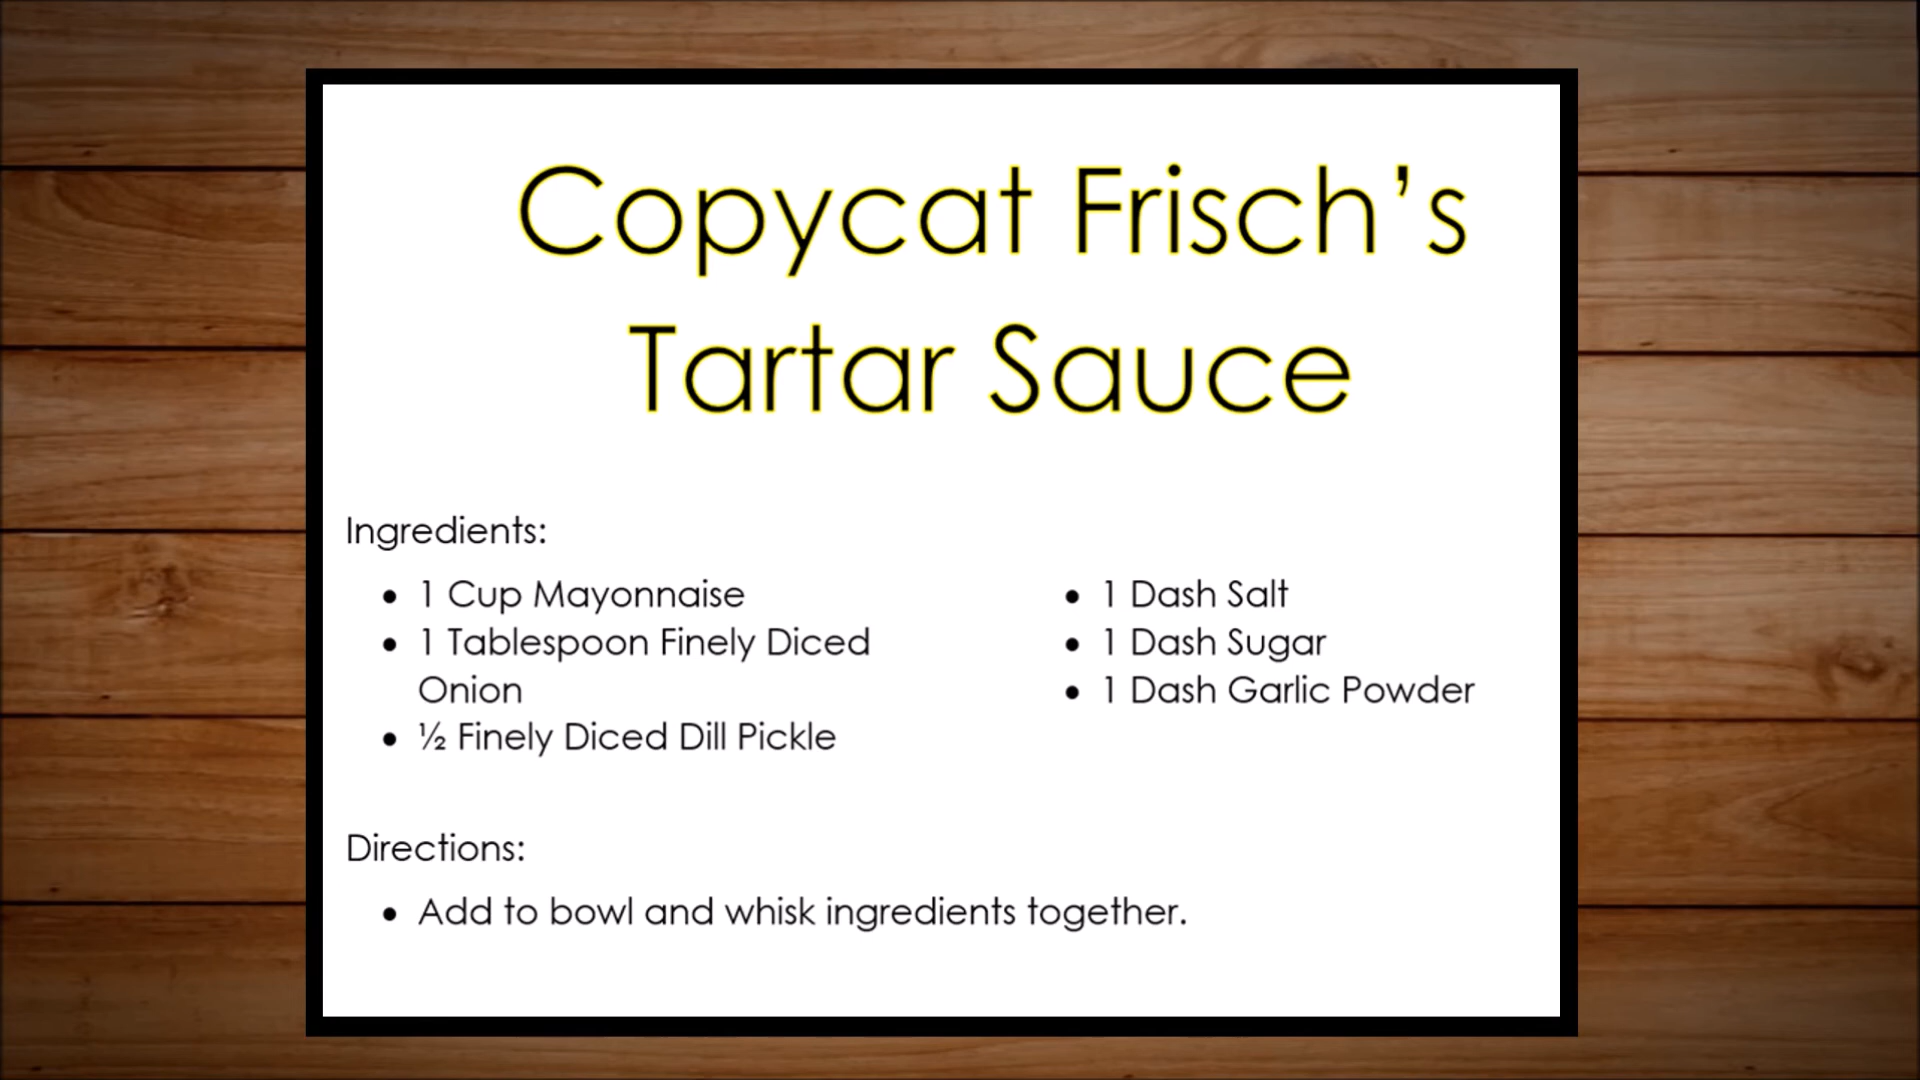 Copycat Frisch’s
Tartar Sauce
Ingredients:
• 1 Cup Mayonnaise
• 1 Tablespoon Finely Diced
Onion
• ½ Finely Diced Dill Pickle
• 1 Dash Salt
• 1 Dash Sugar
• 1 Dash Garlic Powder
Directions:
• Add to bowl and whisk ingredients together.